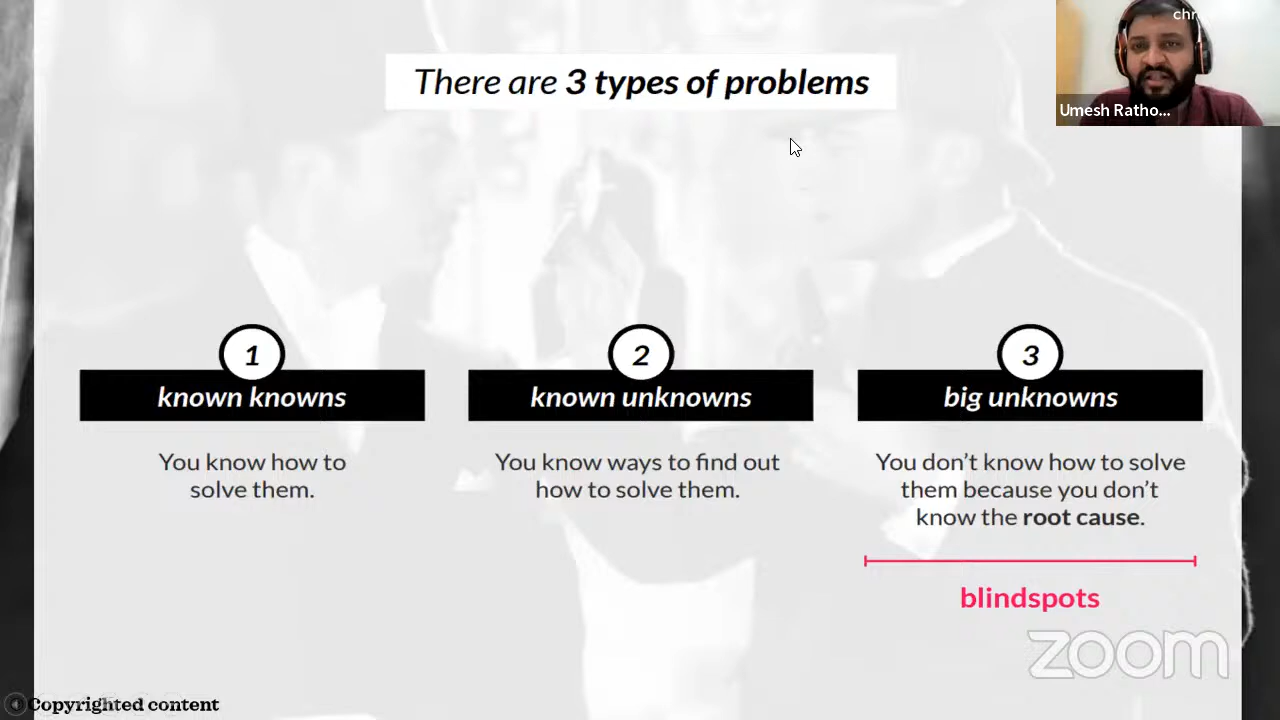 There are 3 types of problems
Umesh Ratho...
1
known knowns
You know how to
solve them.
2
known unknowns
You know ways to find out
how to solve them.
3
big unknowns
You don’t know how to solve
them because you don’t
know the root cause.
blindspots
zoom
Copyrighted content